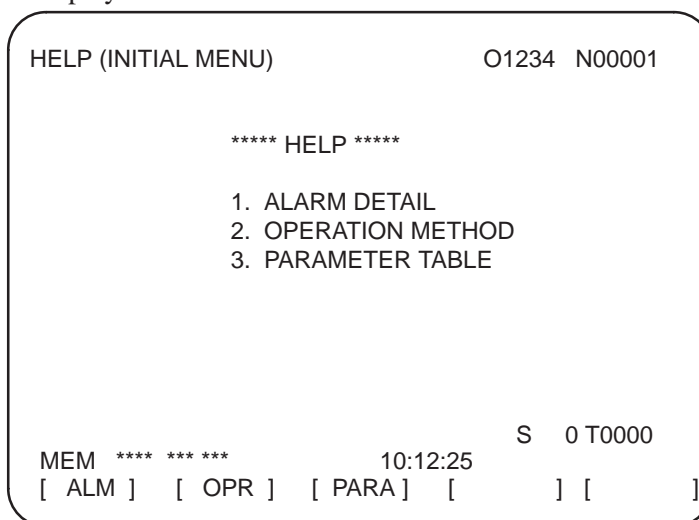 HELP (INITIAL MENU) O1234 N00001
***** HELP *****
1. ALARM DETAIL
2. OPERATION METHOD
3. PARAMETER TABLE
S 0 T0000
MEM **** *** *** 10:12:25
[ ALM ] [ OPR ] [ PARA ] [ ] [ ]